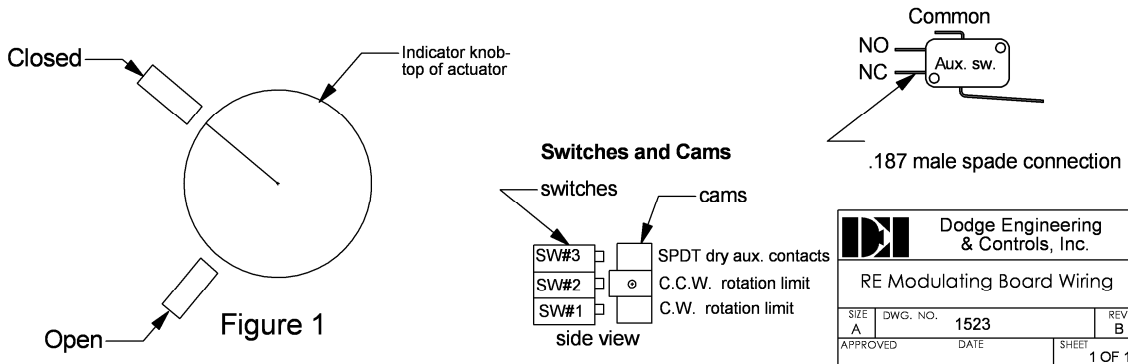 Closed
Indicator knob-
top of actuator
Open
Figure 1
Switches and Cams
switches
cams
SW#3
SPDT dry aux. contacts
SW#2
C.C.W. rotation limit
SW#1
C.W. rotation limit
side view
Common
NO
NC
Aux. sw.
.187 male spade connection
DEI
Dodge Engineering
& Controls, Inc.
RE Modulating Board Wiring
SIZE
A
DWG. NO.
1523
REV
B
APPROVED
DATE
SHEET
1 OF 1